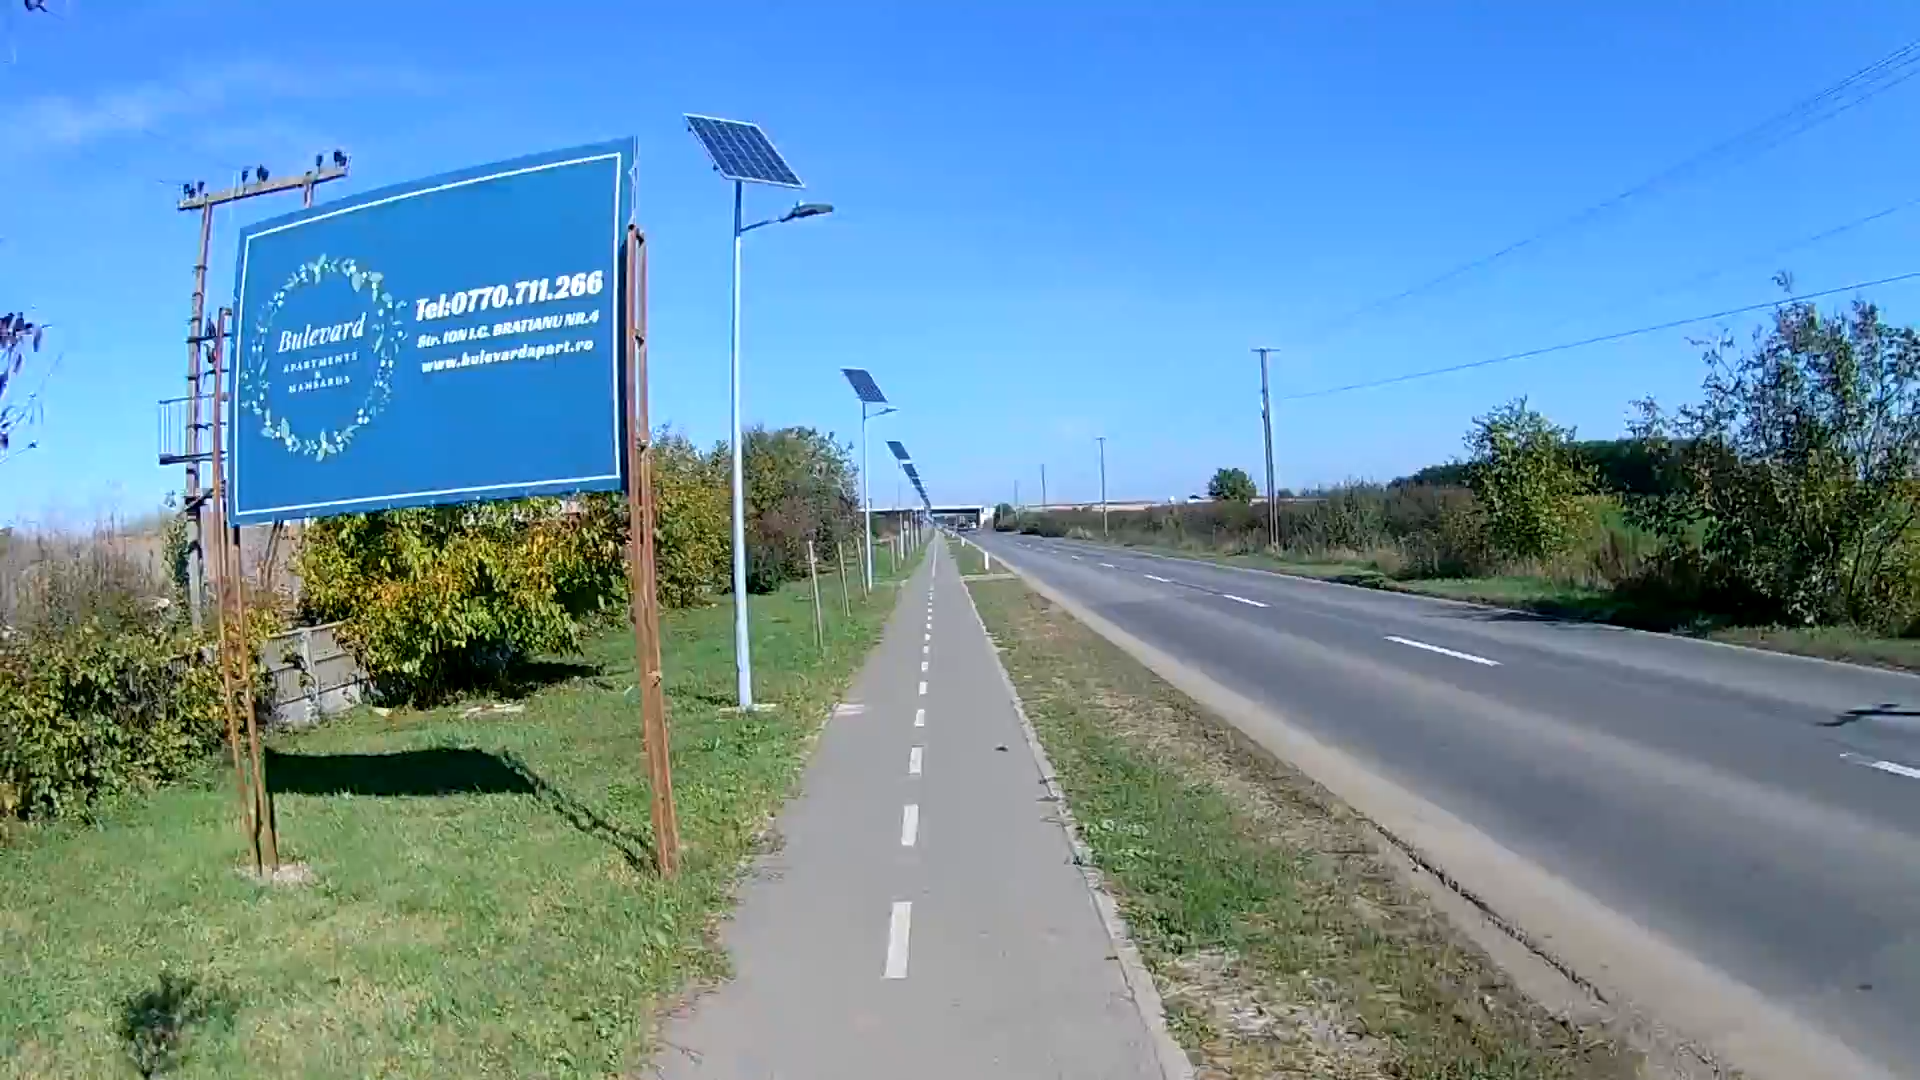 Bulevard
APARTMENTS
&
MANSARDS
Tel:0770.711.266
Str. ION I.C. BRATIANU NR.4
www.bulevardapart.ro